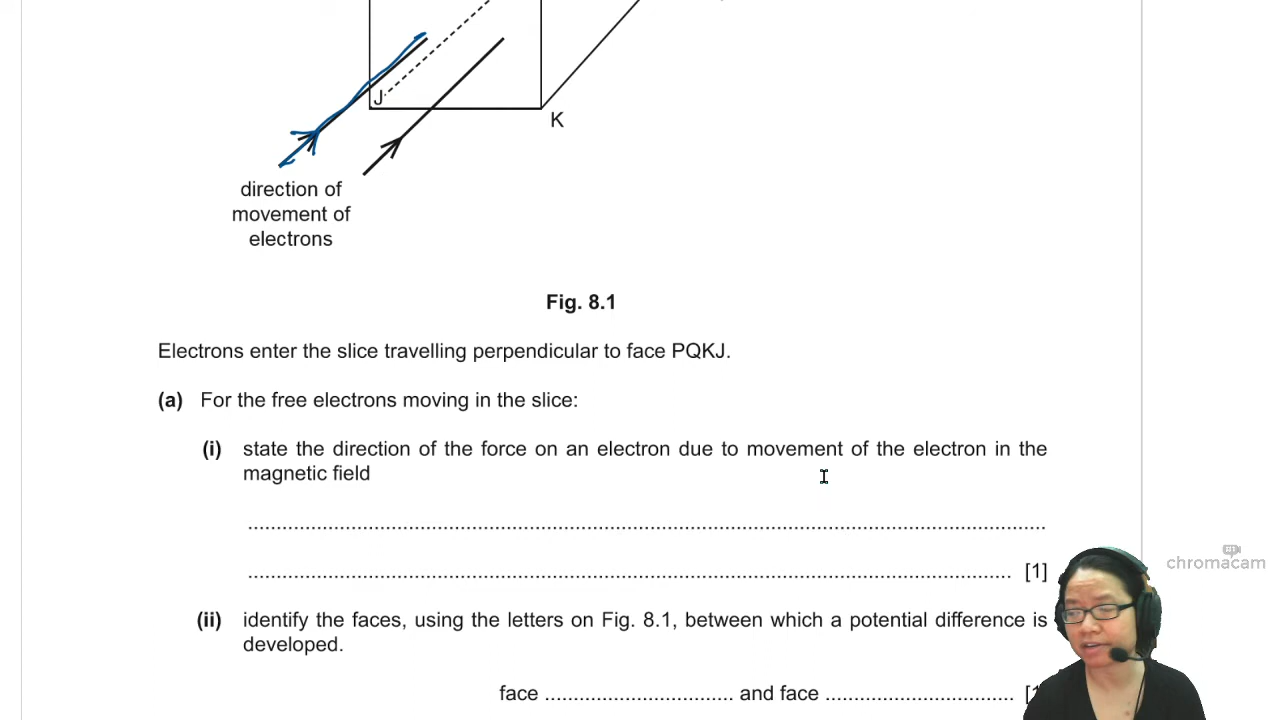 J
K
direction of
movement of
electrons
Fig. 8.1
Electrons enter the slice travelling perpendicular to face PQKJ.
(a) For the free electrons moving in the slice:
(i) state the direction of the force on an electron due to movement of the electron in the
magnetic field
................................................................................................................................
........................................................................................................................ [1]
(ii) identify the faces, using the letters on Fig. 8.1, between which a potential difference is
developed.
face .................................. and face .................................. [1
chromacam